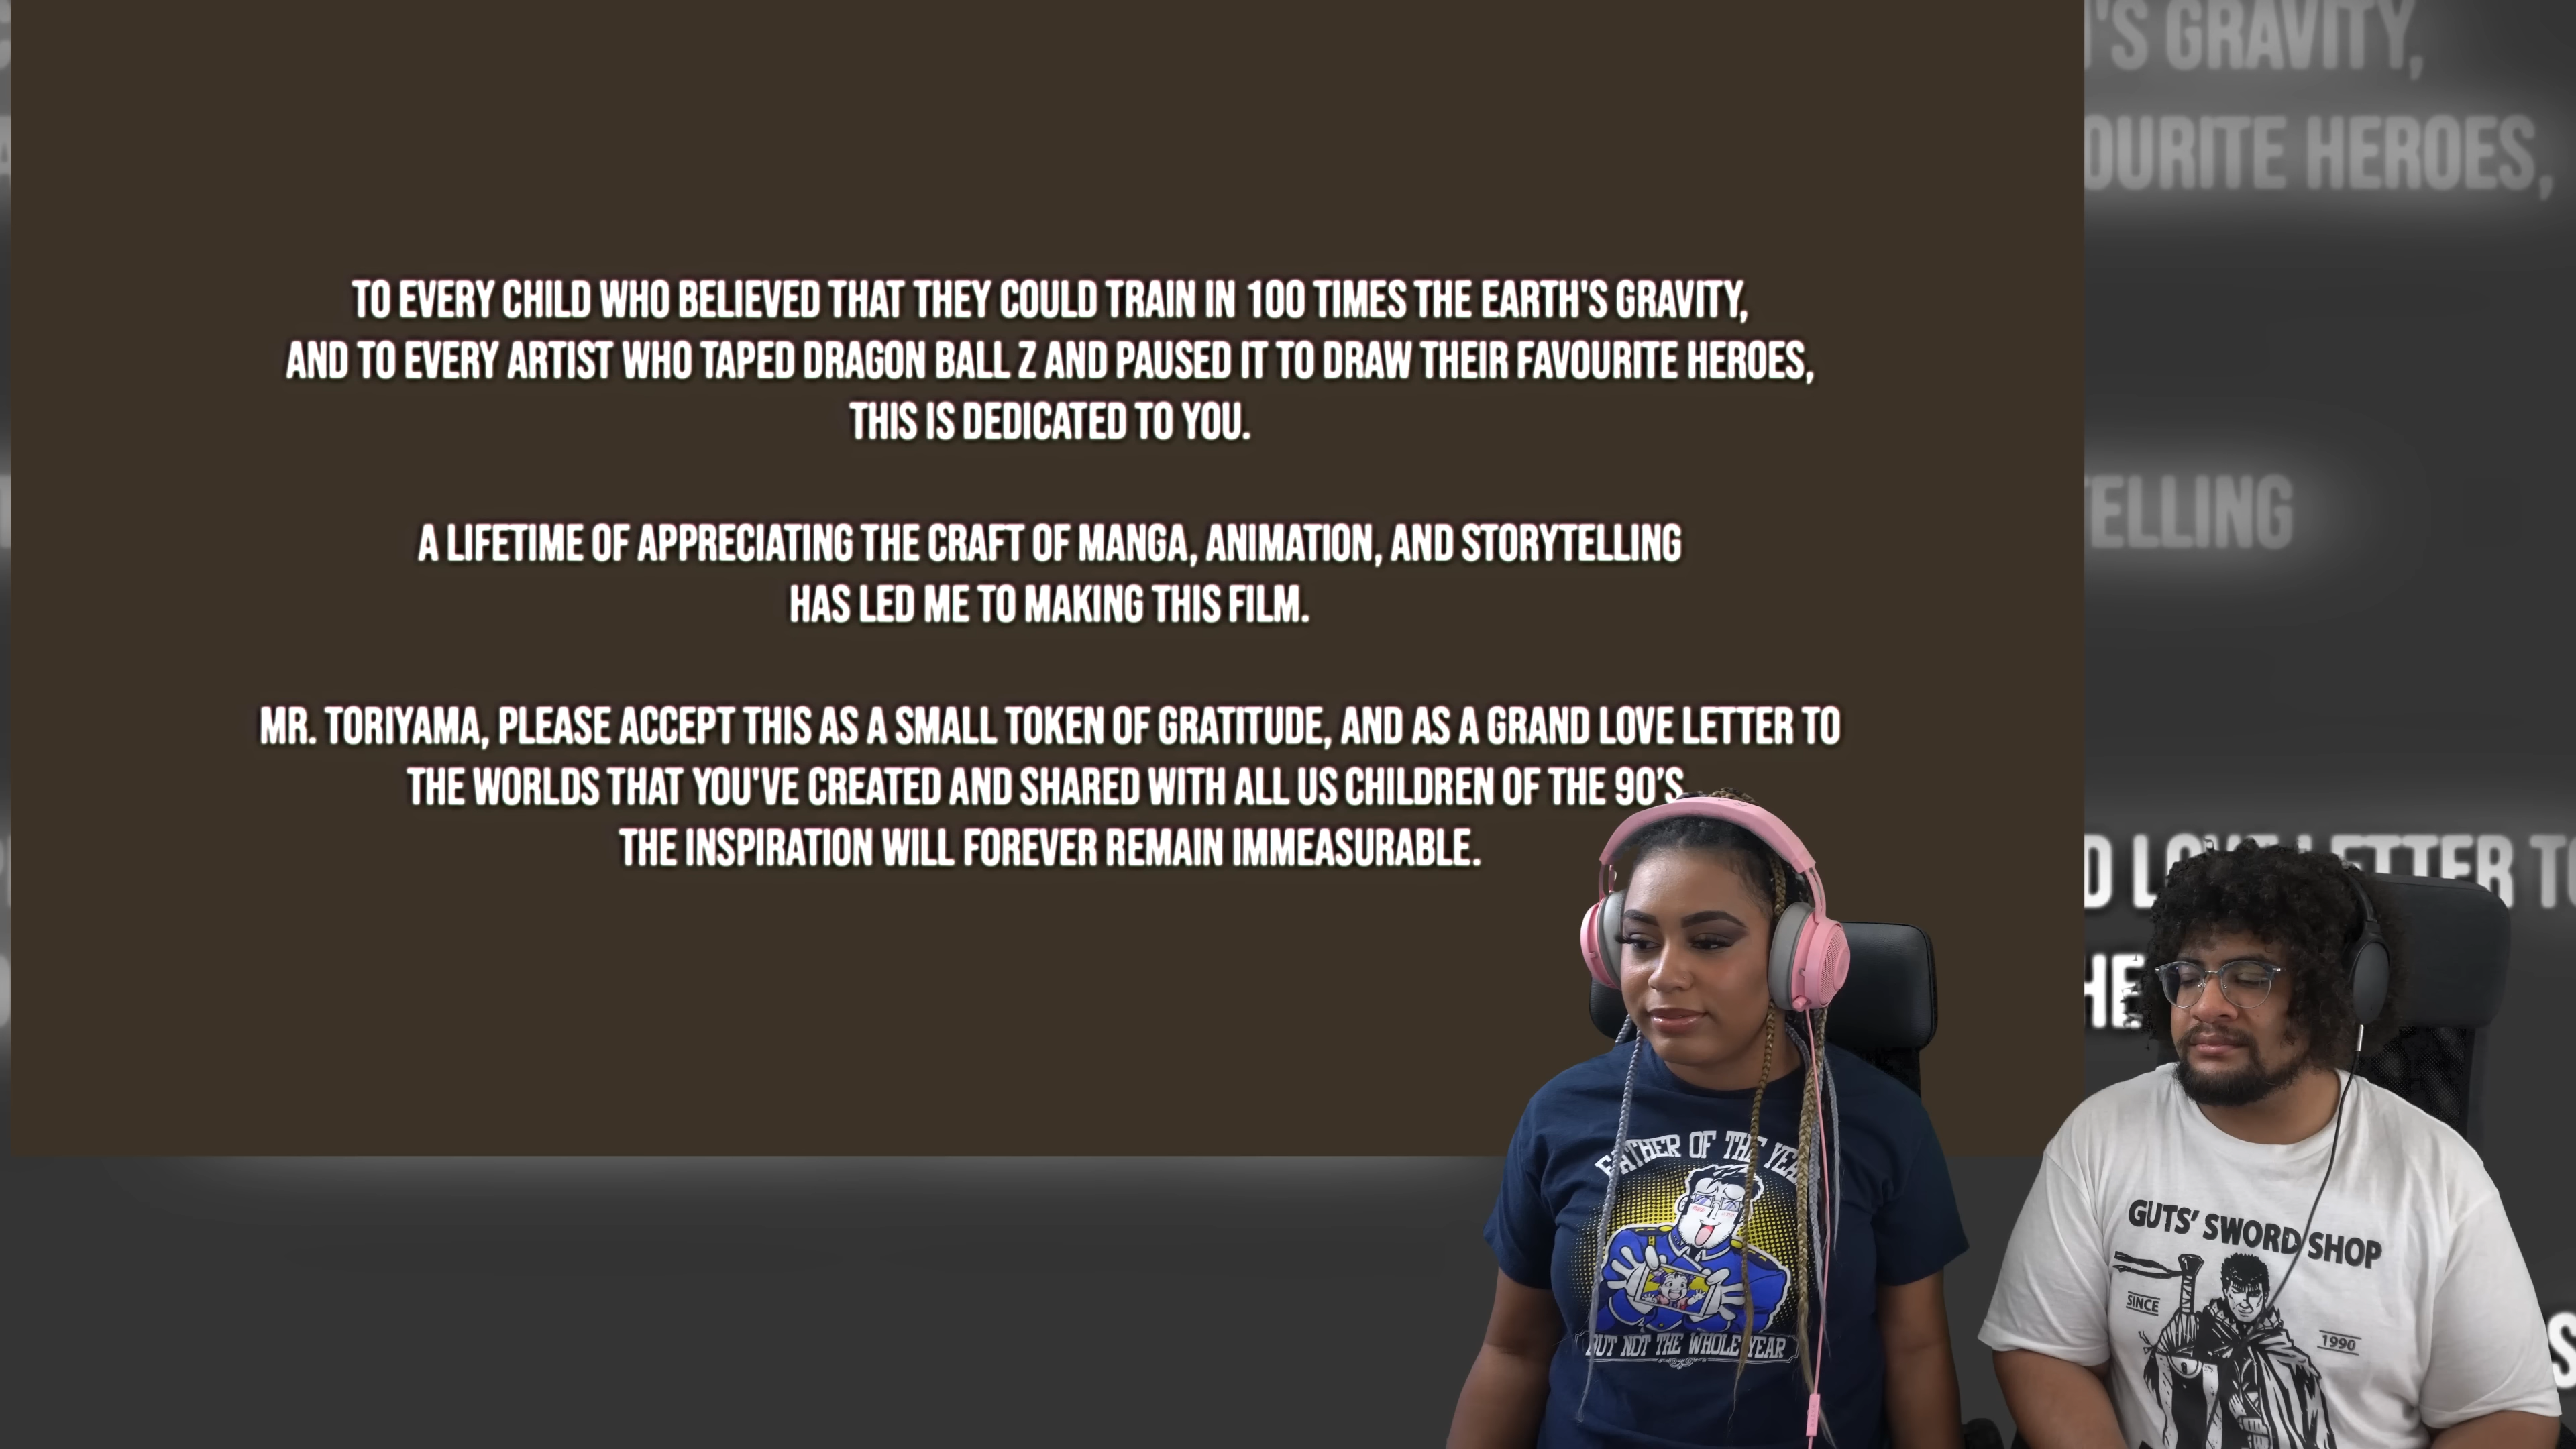 TO EVERY CHILD WHO BELIEVED THAT THEY COULD TRAIN IN 100 TIMES THE EARTH'S GRAVITY,
AND TO EVERY ARTIST WHO TAPED DRAGON BALL Z AND PAUSED IT TO DRAW THEIR FAVOURITE HEROES,
THIS IS DEDICATED TO YOU.
A LIFETIME OF APPRECIATING THE CRAFT OF MANGA, ANIMATION, AND STORYTELLING
HAS LED ME TO MAKING THIS FILM.
MR. TORIYAMA, PLEASE ACCEPT THIS AS A SMALL TOKEN OF GRATITUDE, AND AS A GRAND LOVE LETTER TO
THE WORLDS THAT YOU'VE CREATED AND SHARED WITH ALL US CHILDREN OF THE 90'S
THE INSPIRATION WILL FOREVER REMAIN IMMEASURABLE.
'S GRAVITY,
OURITE HEROES,
TELLING
LOVE LETTER TO
FATHER OF THE YEAR
BUT NOT THE WHOLE YEAR
GUTS' SWORD SHOP
SINCE
1990